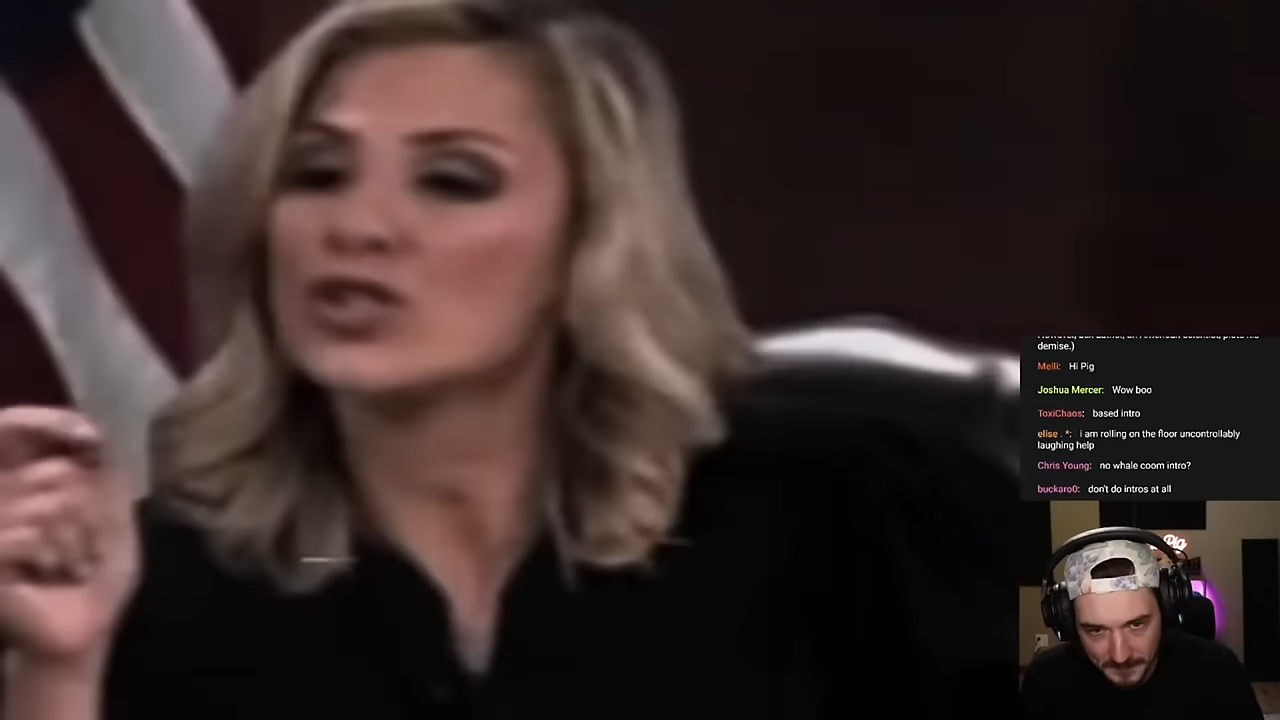 demise.)
Melli: Hi Pig
Joshua Mercer: Wow boo
ToxiChaos: based intro
elise . *: i am rolling on the floor uncontrollably
laughing help
Chris Young: no whale coom intro?
buckaro0: don't do intros at all
Pig